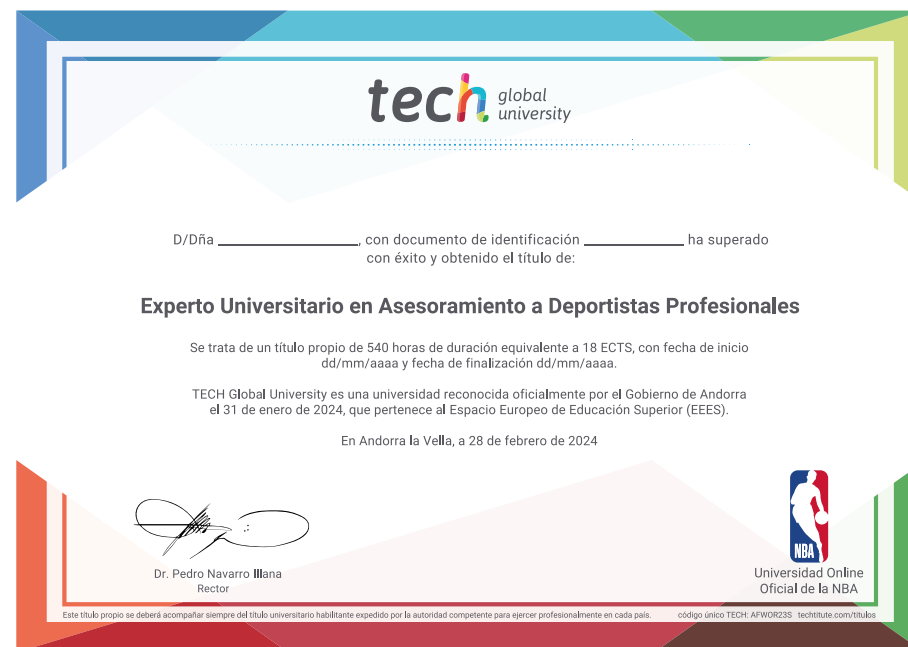 tech global university
D/Dña ____________________, con documento de identificación ______________ ha superado
con éxito y obtenido el título de:
Experto Universitario en Asesoramiento a Deportistas Profesionales
Se trata de un título propio de 540 horas de duración equivalente a 18 ECTS, con fecha de inicio
dd/mm/aaaa y fecha de finalización dd/mm/aaaa.
TECH Global University es una universidad reconocida oficialmente por el Gobierno de Andorra
el 31 de enero de 2024, que pertenece al Espacio Europeo de Educación Superior (EEES).
En Andorra la Vella, a 28 de febrero de 2024
Dr. Pedro Navarro Illana
Rector
NBA
Universidad Online
Oficial de la NBA
Este título propio se deberá acompañar siempre del título universitario habilitante expedido por la autoridad competente para ejercer profesionalmente en cada país.
código único TECH: AFWOR23S techtitute.com/titulos